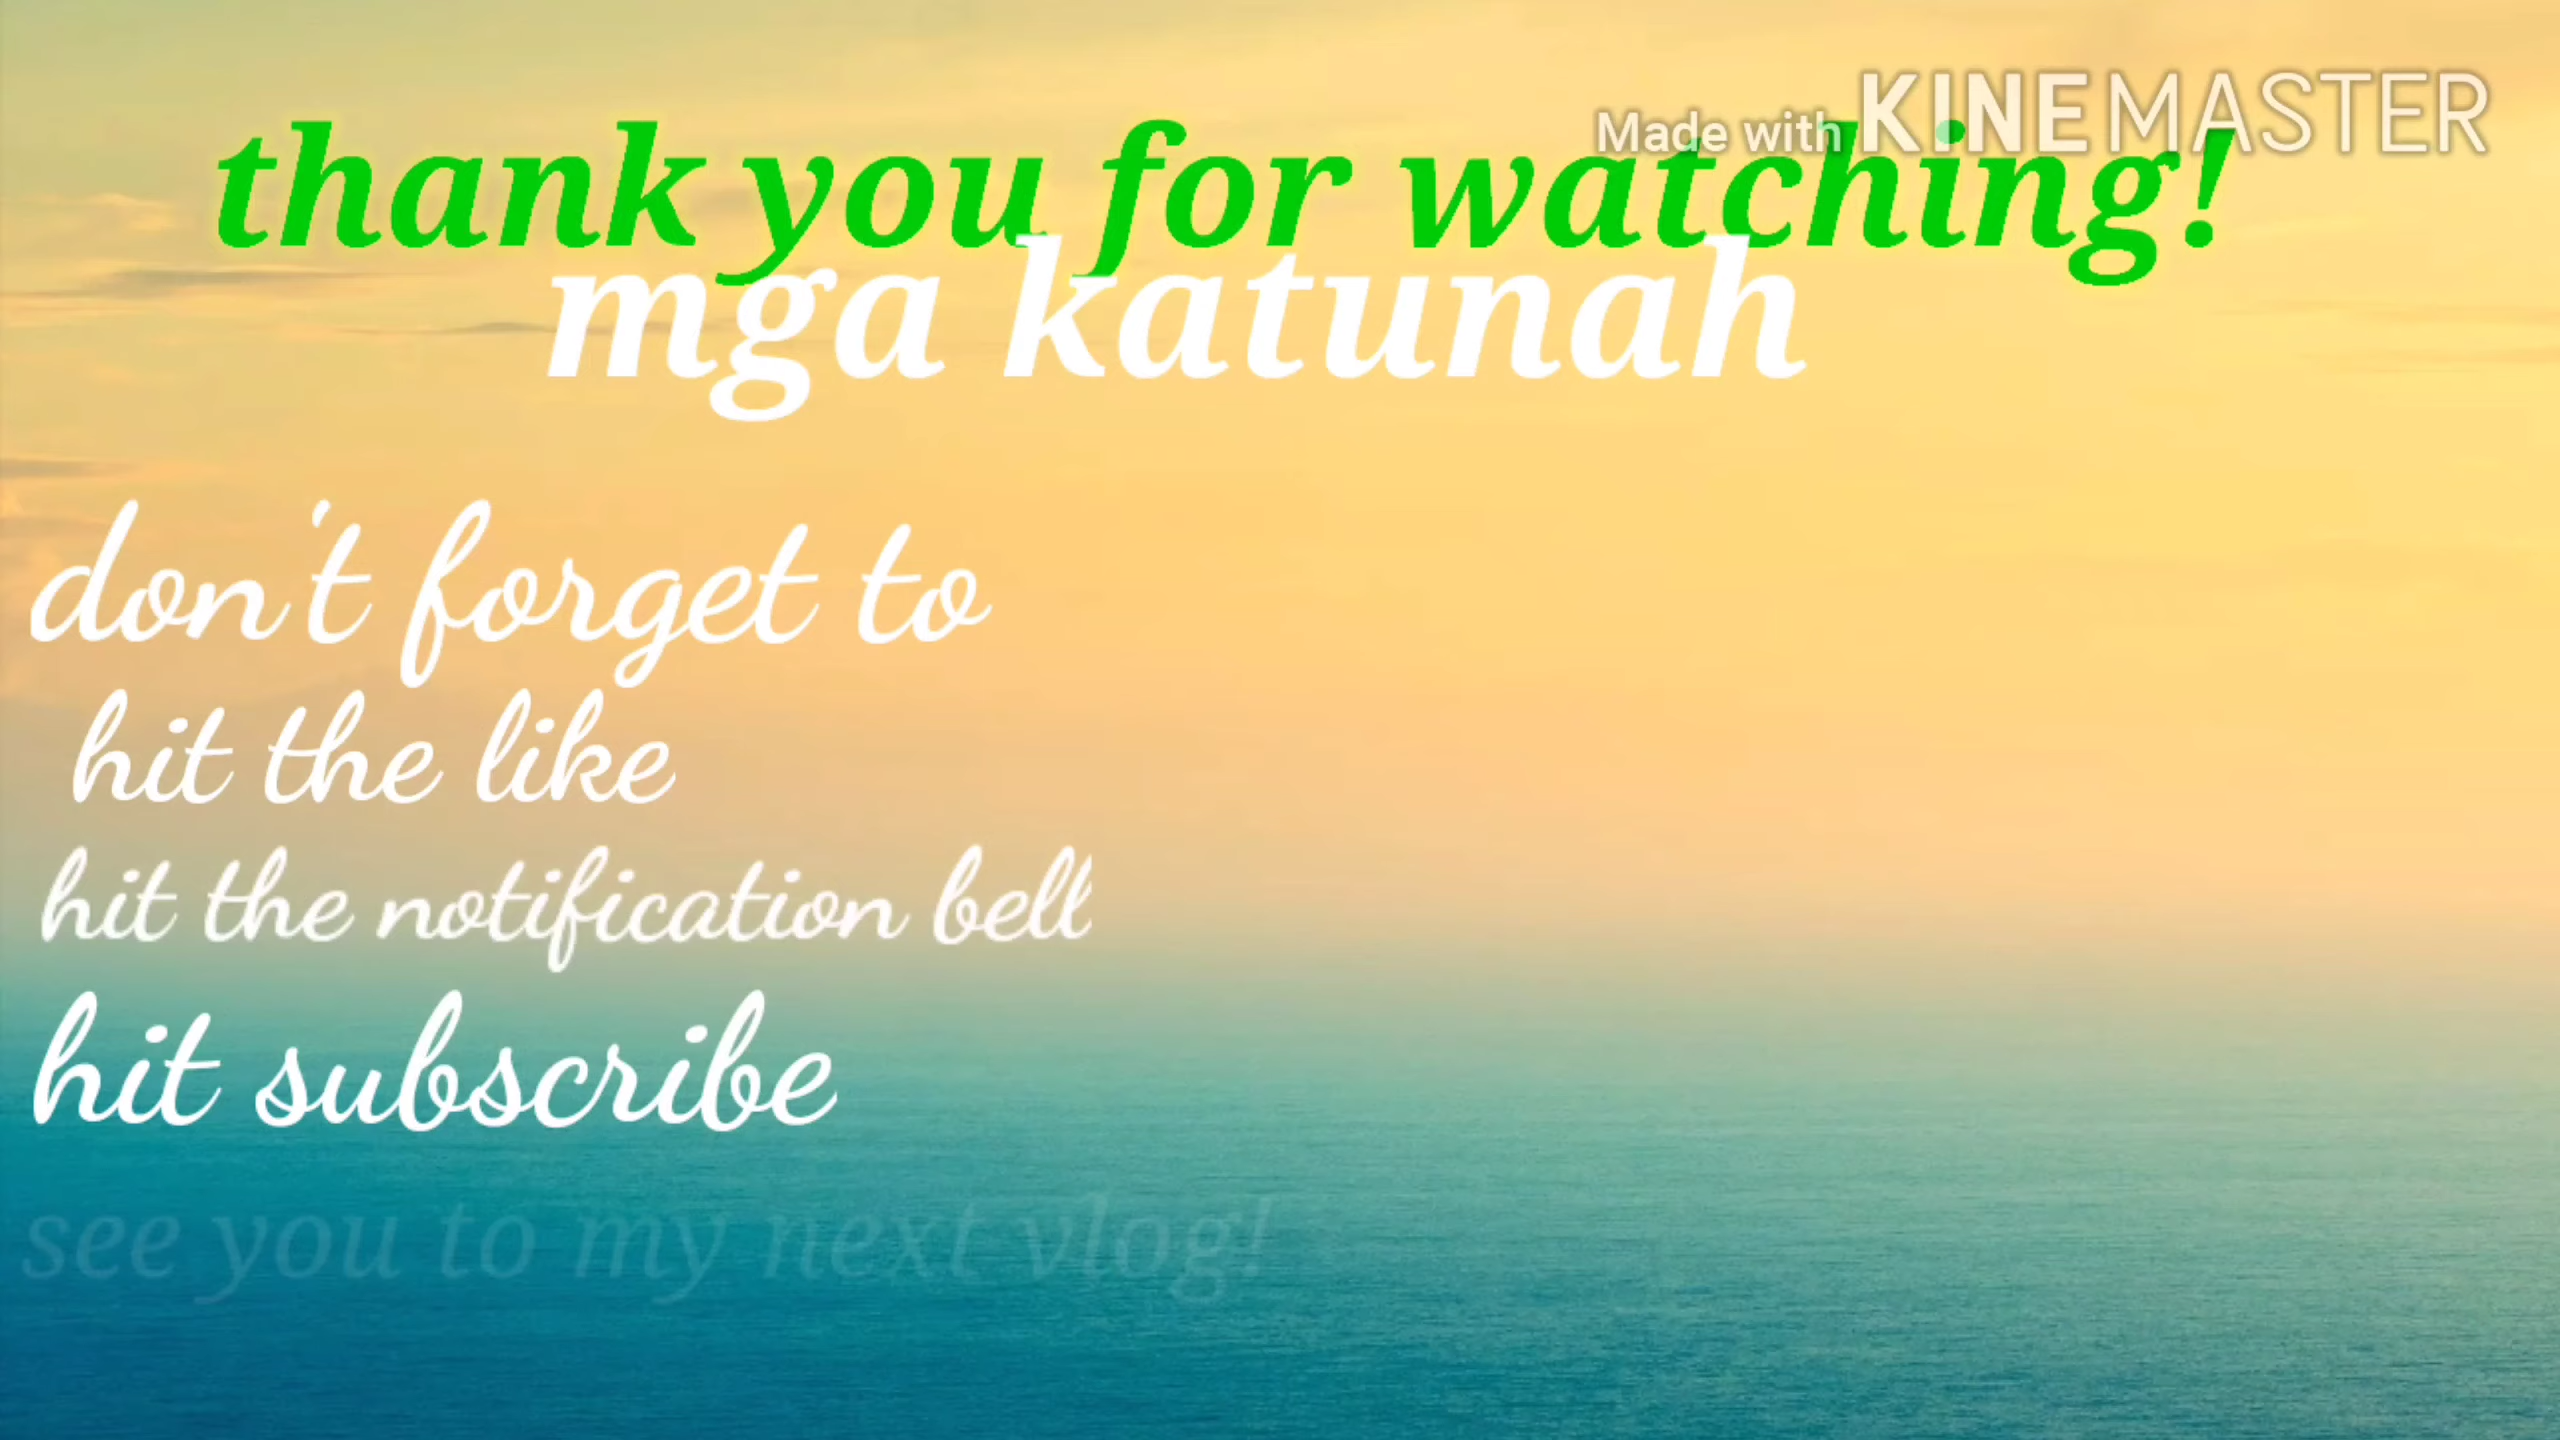 Made with KINEMASTER
thank you for watching!
mga katunah
don't forget to
hit the like
hit the notification bell
hit subscribe
see you to my next vlog!